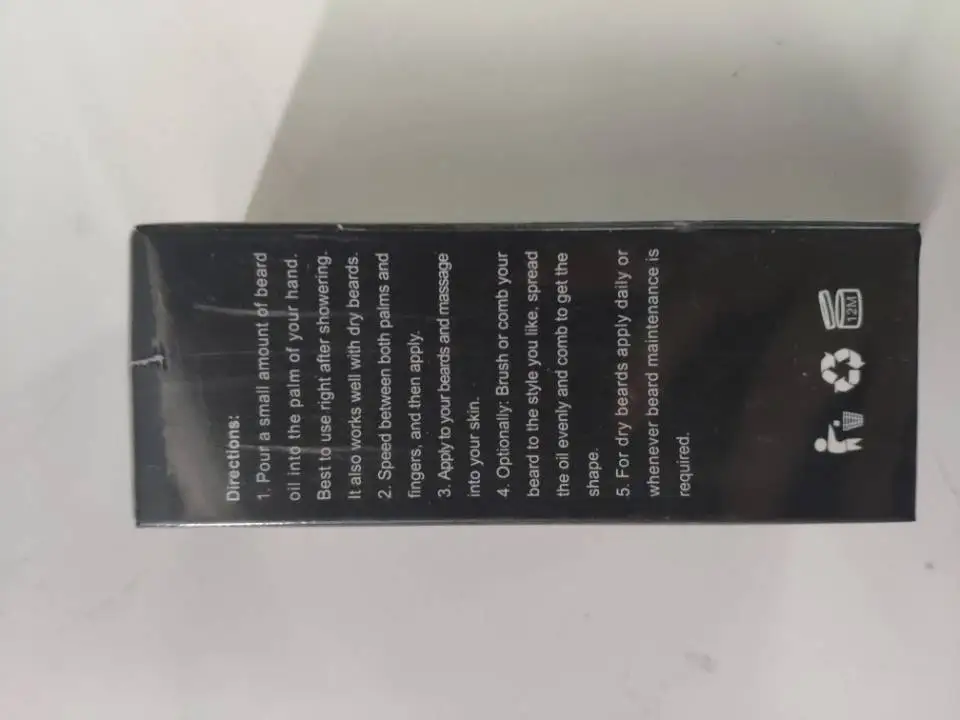 Directions:
1. Pour a small amount of beard
oil into the palm of your hand.
Best to use right after showering.
It also works well with dry beards.
2. Speed between both palms and
fingers, and then apply.
3. Apply to your beards and massage
into your skin.
4. Optionally: Brush or comb your
beard to the style you like, spread
the oil evenly and comb to get the
shape.
5. For dry beards apply daily or
whenever beard maintenance is
required.
12M